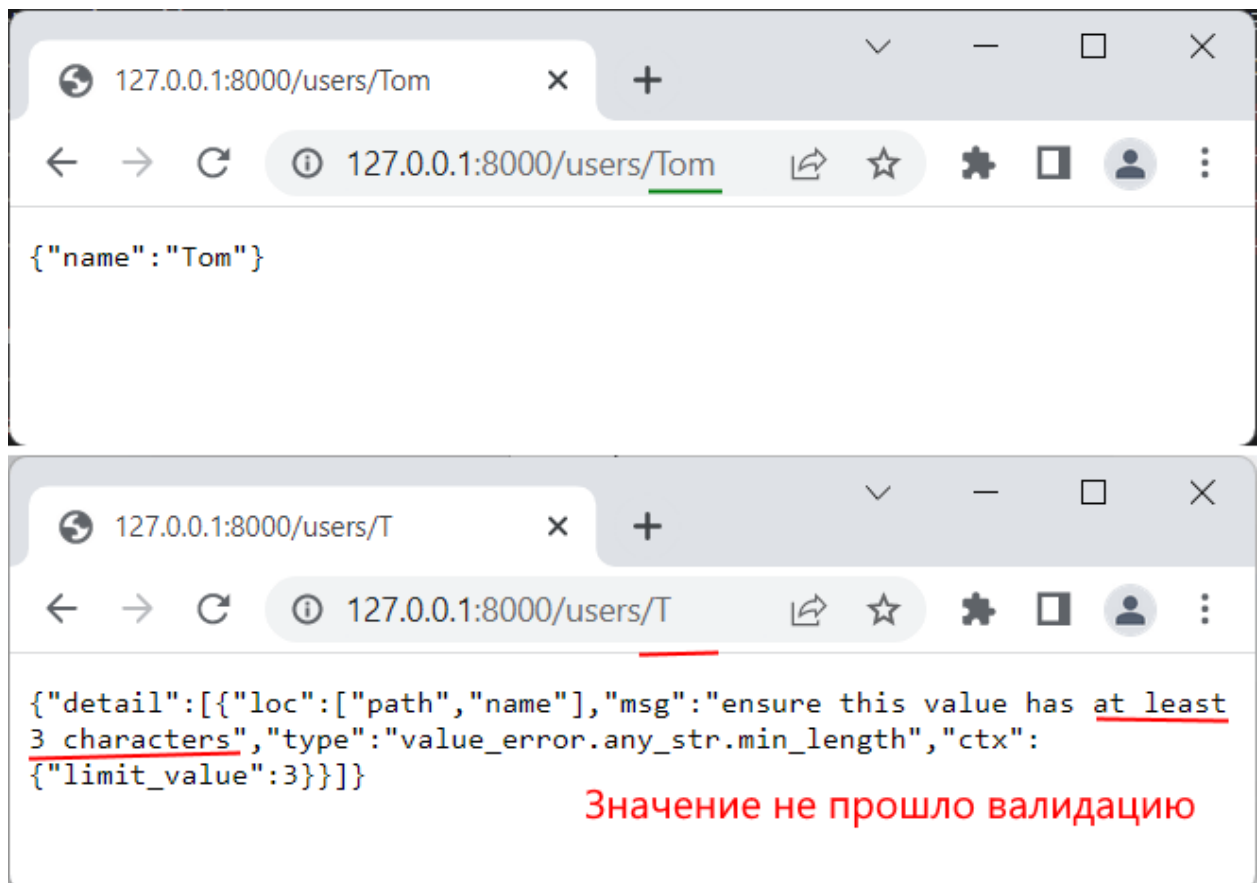 127.0.0.1:8000/users/Tom
127.0.0.1:8000/users/Tom
{"name":"Tom"}
127.0.0.1:8000/users/T
127.0.0.1:8000/users/T
{"detail":[{"loc":["path","name"],"msg":"ensure this value has at least
3 characters","type":"value_error.any_str.min_length","ctx":
{"limit_value":3}}]}
Значение не прошло валидацию